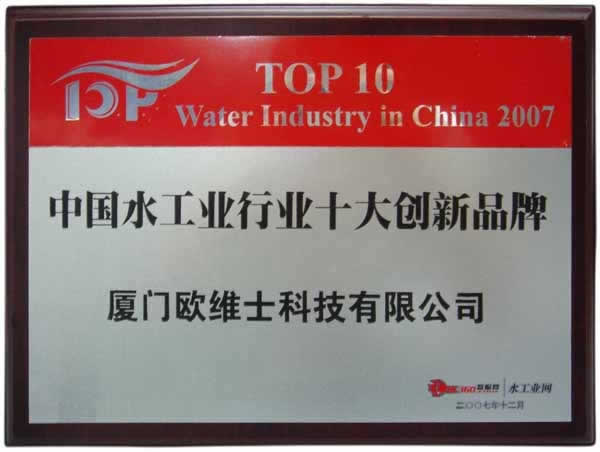 TOP
TOP 10
Water Industry in China 2007
中国水工业行业十大创新品牌
厦门欧维士科技有限公司
水工业网
二〇〇七年十二月